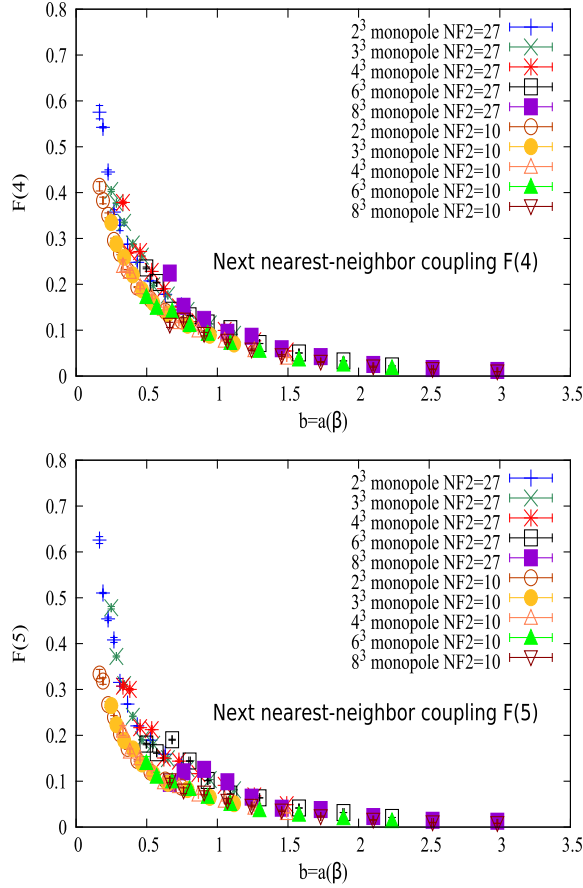 0.8
0.7
0.6
0.5
0.4
0.3
0.2
0.1
0
F(4)
2³ monopole NF2=27
3³ monopole NF2=27
4³ monopole NF2=27
6³ monopole NF2=27
8³ monopole NF2=27
2³ monopole NF2=10
3³ monopole NF2=10
4³ monopole NF2=10
6³ monopole NF2=10
8³ monopole NF2=10
Next nearest-neighbor coupling F(4)
0 0.5 1 1.5 2 2.5 3 3.5
b=a(β)
0.8
0.7
0.6
0.5
0.4
0.3
0.2
0.1
0
F(5)
2³ monopole NF2=27
3³ monopole NF2=27
4³ monopole NF2=27
6³ monopole NF2=27
8³ monopole NF2=27
2³ monopole NF2=10
3³ monopole NF2=10
4³ monopole NF2=10
6³ monopole NF2=10
8³ monopole NF2=10
Next nearest-neighbor coupling F(5)
0 0.5 1 1.5 2 2.5 3 3.5
b=a(β)